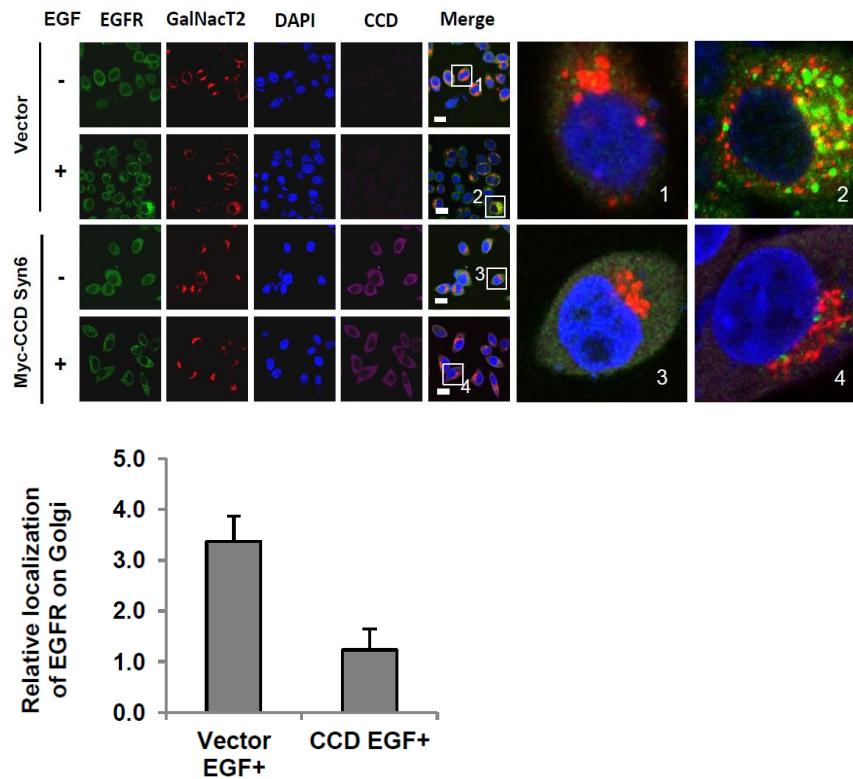 EGF EGFR GalNacT2 DAPI CCD Merge
Vector
-
1
+
2
Myc-CCD Syn6
-
3
+
4
1
2
3
4
Relative localization
of EGFR on Golgi
5.0
4.0
3.0
2.0
1.0
0.0
Vector
EGF+
CCD EGF+